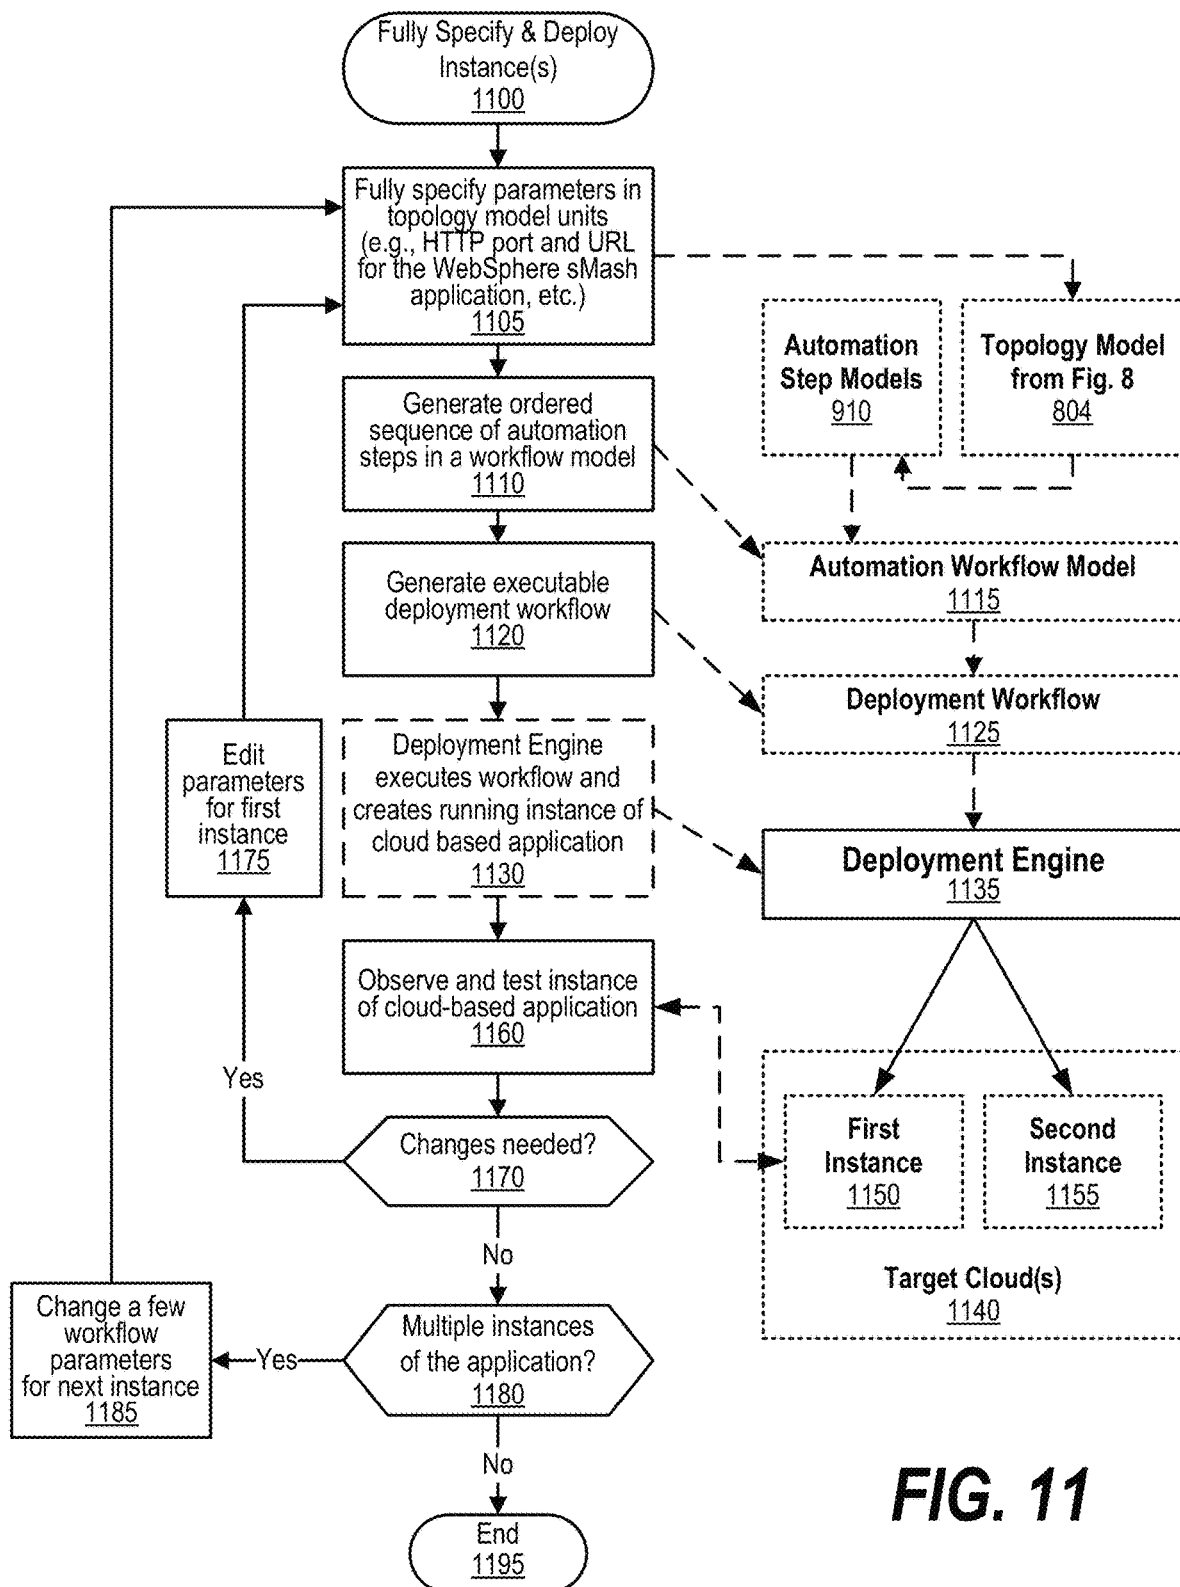 Fully Specify & Deploy
Instance(s)
1100
Fully specify parameters in
topology model units
(e.g., HTTP port and URL
for the WebSphere sMash
application, etc.)
1105
Automation
Step Models
910
Topology Model
from Fig. 8
804
Generate ordered
sequence of automation
steps in a workflow model
1110
Automation Workflow Model
1115
Generate executable
deployment workflow
1120
Deployment Workflow
1125
Edit
parameters
for first
instance
1175
Deployment Engine
executes workflow and
creates running instance of
cloud based application
1130
Deployment Engine
1135
Observe and test instance
of cloud-based application
1160
Yes
Changes needed?
1170
First
Instance
1150
Second
Instance
1155
No
Target Cloud(s)
1140
Change a few
workflow
parameters
for next instance
1185
Yes
Multiple instances
of the application?
1180
No
End
1195
FIG. 11